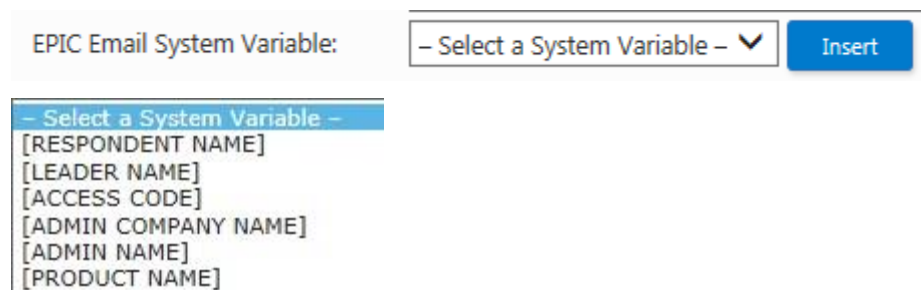 EPIC Email System Variable: – Select a System Variable – Insert
– Select a System Variable –
[RESPONDENT NAME]
[LEADER NAME]
[ACCESS CODE]
[ADMIN COMPANY NAME]
[ADMIN NAME]
[PRODUCT NAME]